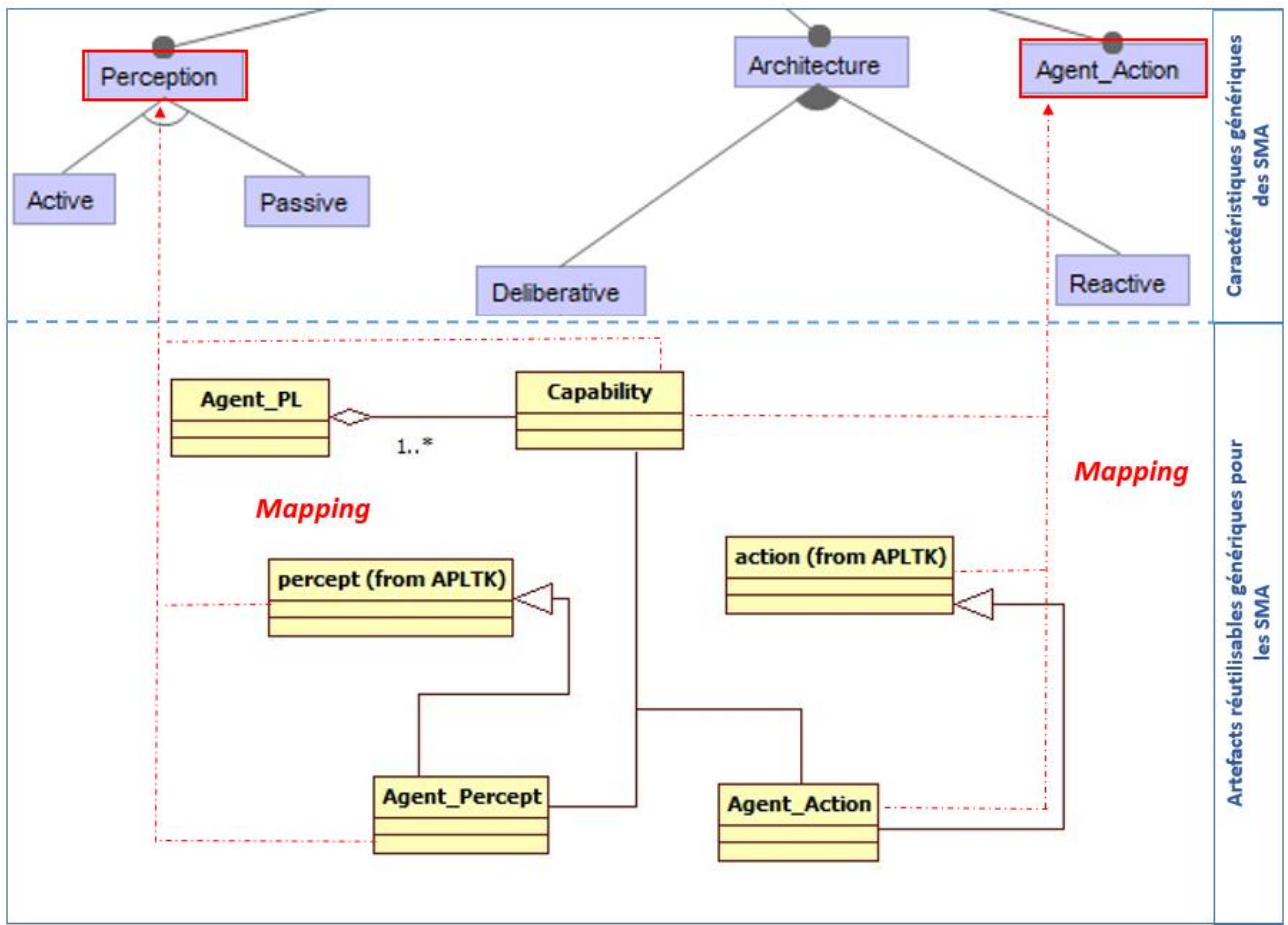 Perception
Architecture
Agent_Action
Active
Passive
Deliberative
Reactive
Caractéristiques génériques
des SMA
Agent_PL
Capability
1..*
Mapping
Mapping
percept (from APLTK)
action (from APLTK)
Agent_Percept
Agent_Action
Artefacts réutilisables génériques pour
les SMA